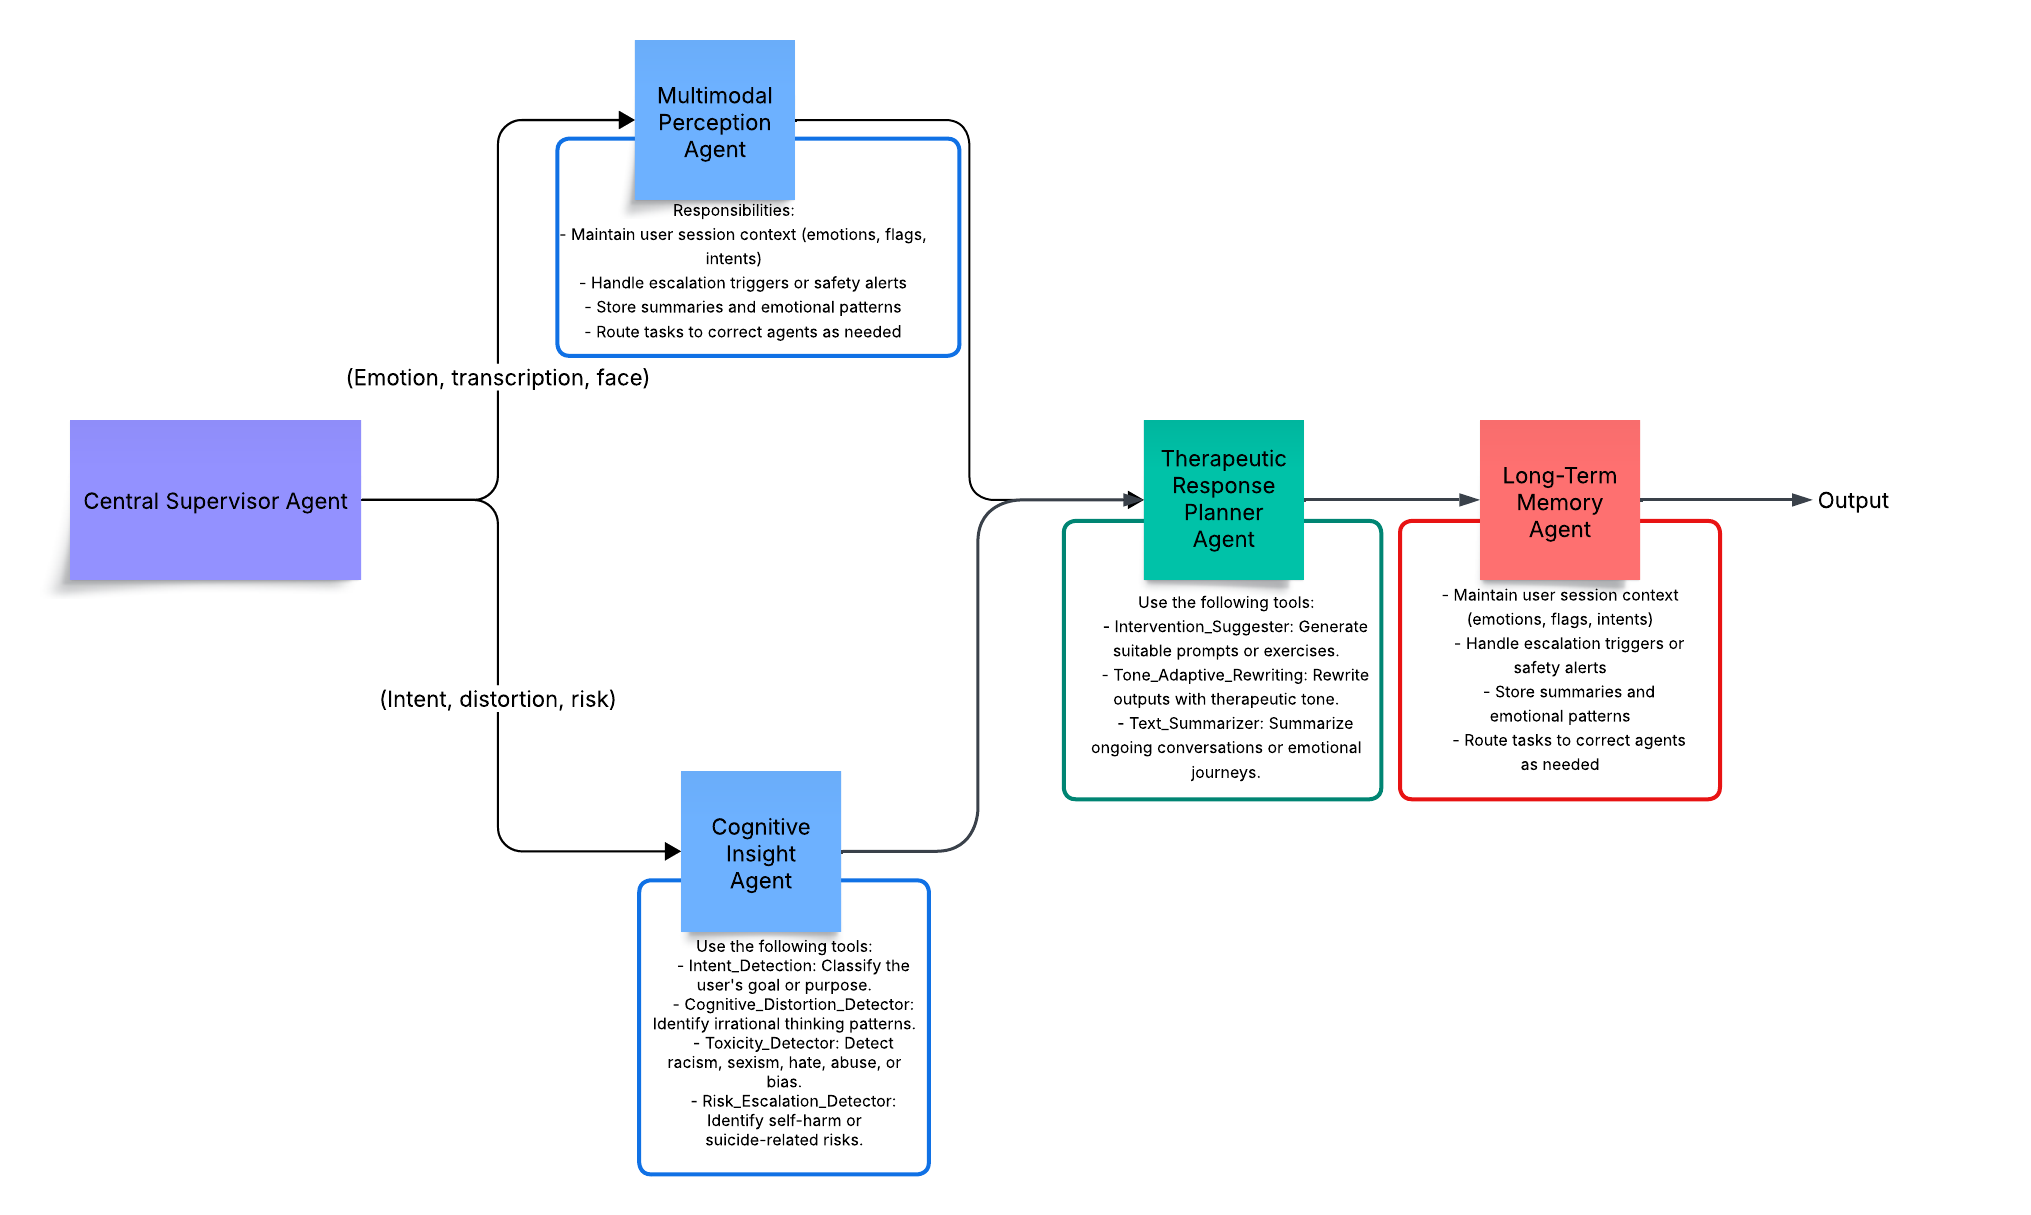 Multimodal
Perception
Agent
Responsibilities:
- Maintain user session context (emotions, flags,
intents)
- Handle escalation triggers or safety alerts
- Store summaries and emotional patterns
- Route tasks to correct agents as needed
(Emotion, transcription, face)
Central Supervisor Agent
(Intent, distortion, risk)
Cognitive
Insight
Agent
Use the following tools:
- Intent_Detection: Classify the
user's goal or purpose.
- Cognitive_Distortion_Detector:
Identify irrational thinking patterns.
- Toxicity_Detector: Detect
racism, sexism, hate, abuse, or
bias.
- Risk_Escalation_Detector:
Identify self-harm or
suicide-related risks.
Therapeutic
Response
Planner
Agent
Use the following tools:
- Intervention_Suggester: Generate
suitable prompts or exercises.
- Tone_Adaptive_Rewriting: Rewrite
outputs with therapeutic tone.
- Text_Summarizer: Summarize
ongoing conversations or emotional
journeys.
Long-Term
Memory
Agent
- Maintain user session context
(emotions, flags, intents)
- Handle escalation triggers or
safety alerts
- Store summaries and
emotional patterns
- Route tasks to correct agents
as needed
Output